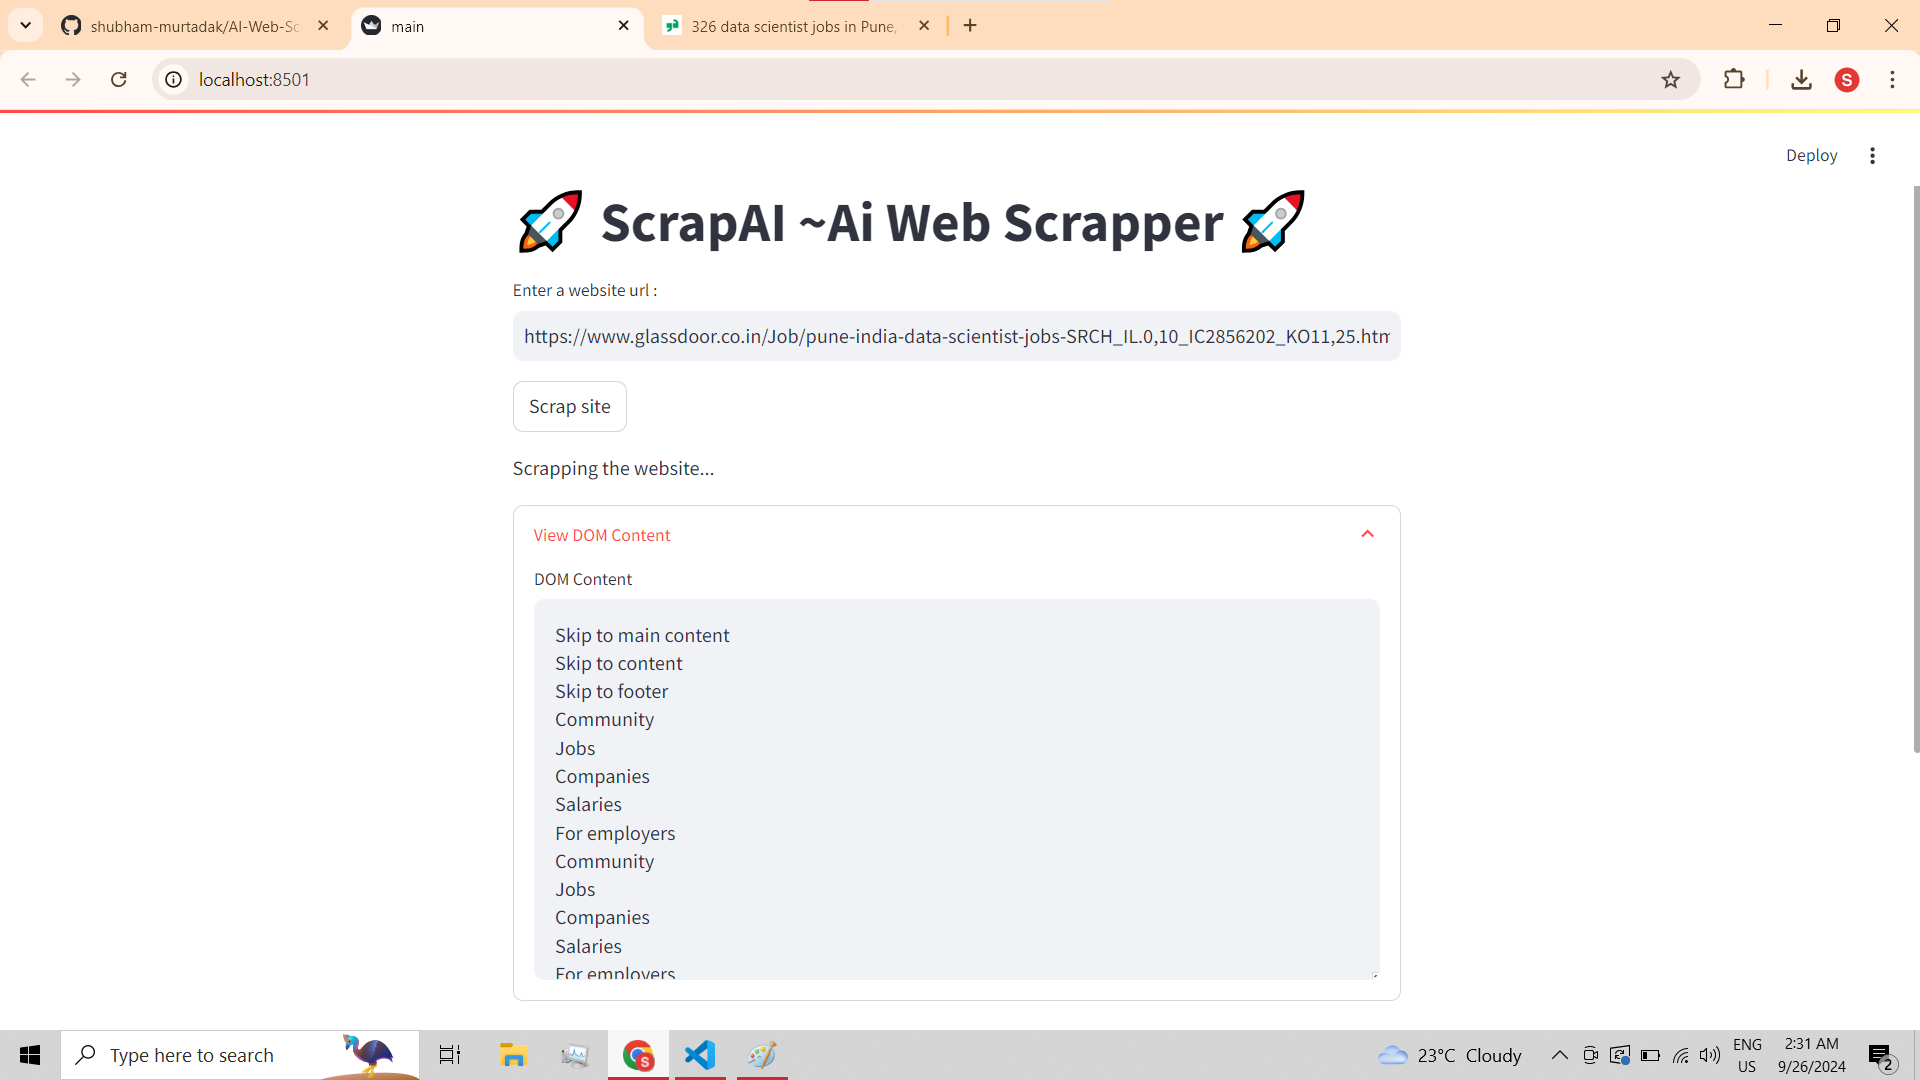 shubham-murtadak/AI-Web-Sc
main
326 data scientist jobs in Pune,
localhost:8501
S
Deploy
ScrapAI ~Ai Web Scrapper
Enter a website url :
https://www.glassdoor.co.in/Job/pune-india-data-scientist-jobs-SRCH_IL.0,10_IC2856202_KO11,25.htm
Scrap site
Scrapping the website...
View DOM Content
DOM Content
Skip to main content
Skip to content
Skip to footer
Community
Jobs
Companies
Salaries
For employers
Community
Jobs
Companies
Salaries
For employers
Type here to search
S
23°C Cloudy
ENG
US
2:31 AM
9/26/2024
2